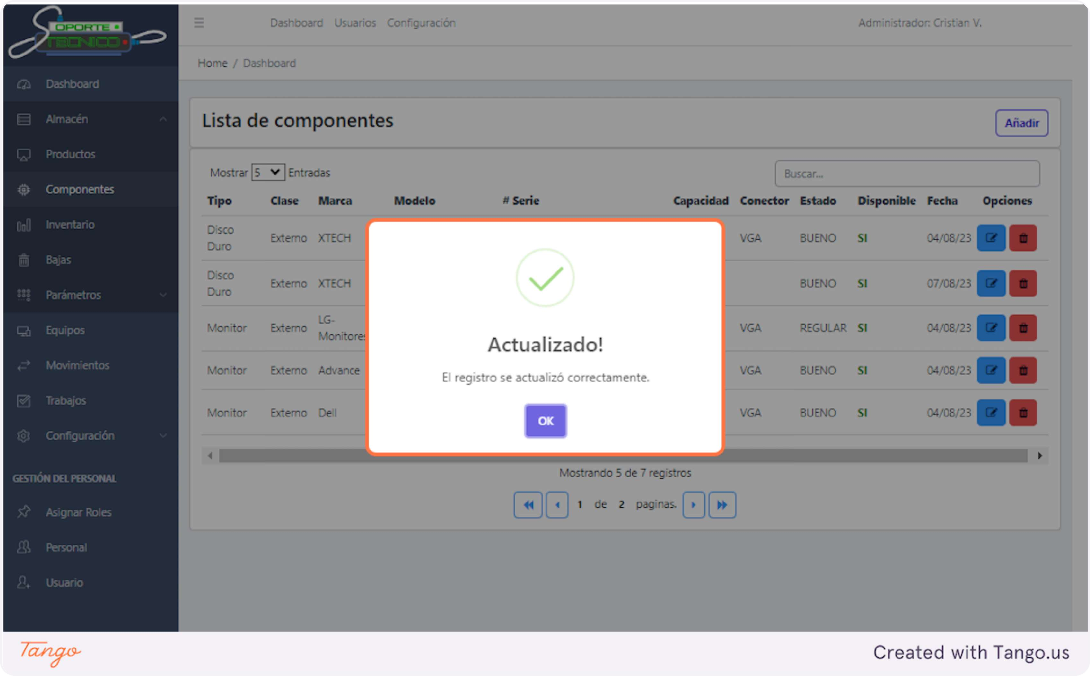 SOPORTE
TECNICO
Dashboard Usuarios Configuración
Administrador: Cristian V.
Home / Dashboard
Dashboard
Almacén
Productos
Componentes
Inventario
Bajas
Parámetros
Equipos
Movimientos
Trabajos
Configuración
GESTIÓN DEL PERSONAL
Asignar Roles
Personal
Usuario
Lista de componentes
Añadir
Mostrar 5 Entradas
Buscar...
Tipo Clase Marca Modelo # Serie Capacidad Conector Estado Disponible Fecha Opciones
Disco Duro Externo XTECH VGA BUENO SI 04/08/23
Disco Duro Externo XTECH BUENO SI 07/08/23
Monitor Externo LG-Monitores VGA REGULAR SI 04/08/23
Monitor Externo Advance VGA BUENO SI 04/08/23
Monitor Externo Dell VGA BUENO SI 04/08/23
Actualizado!
El registro se actualizó correctamente.
OK
Mostrando 5 de 7 registros
1 de 2 paginas.
Tango
Created with Tango.us